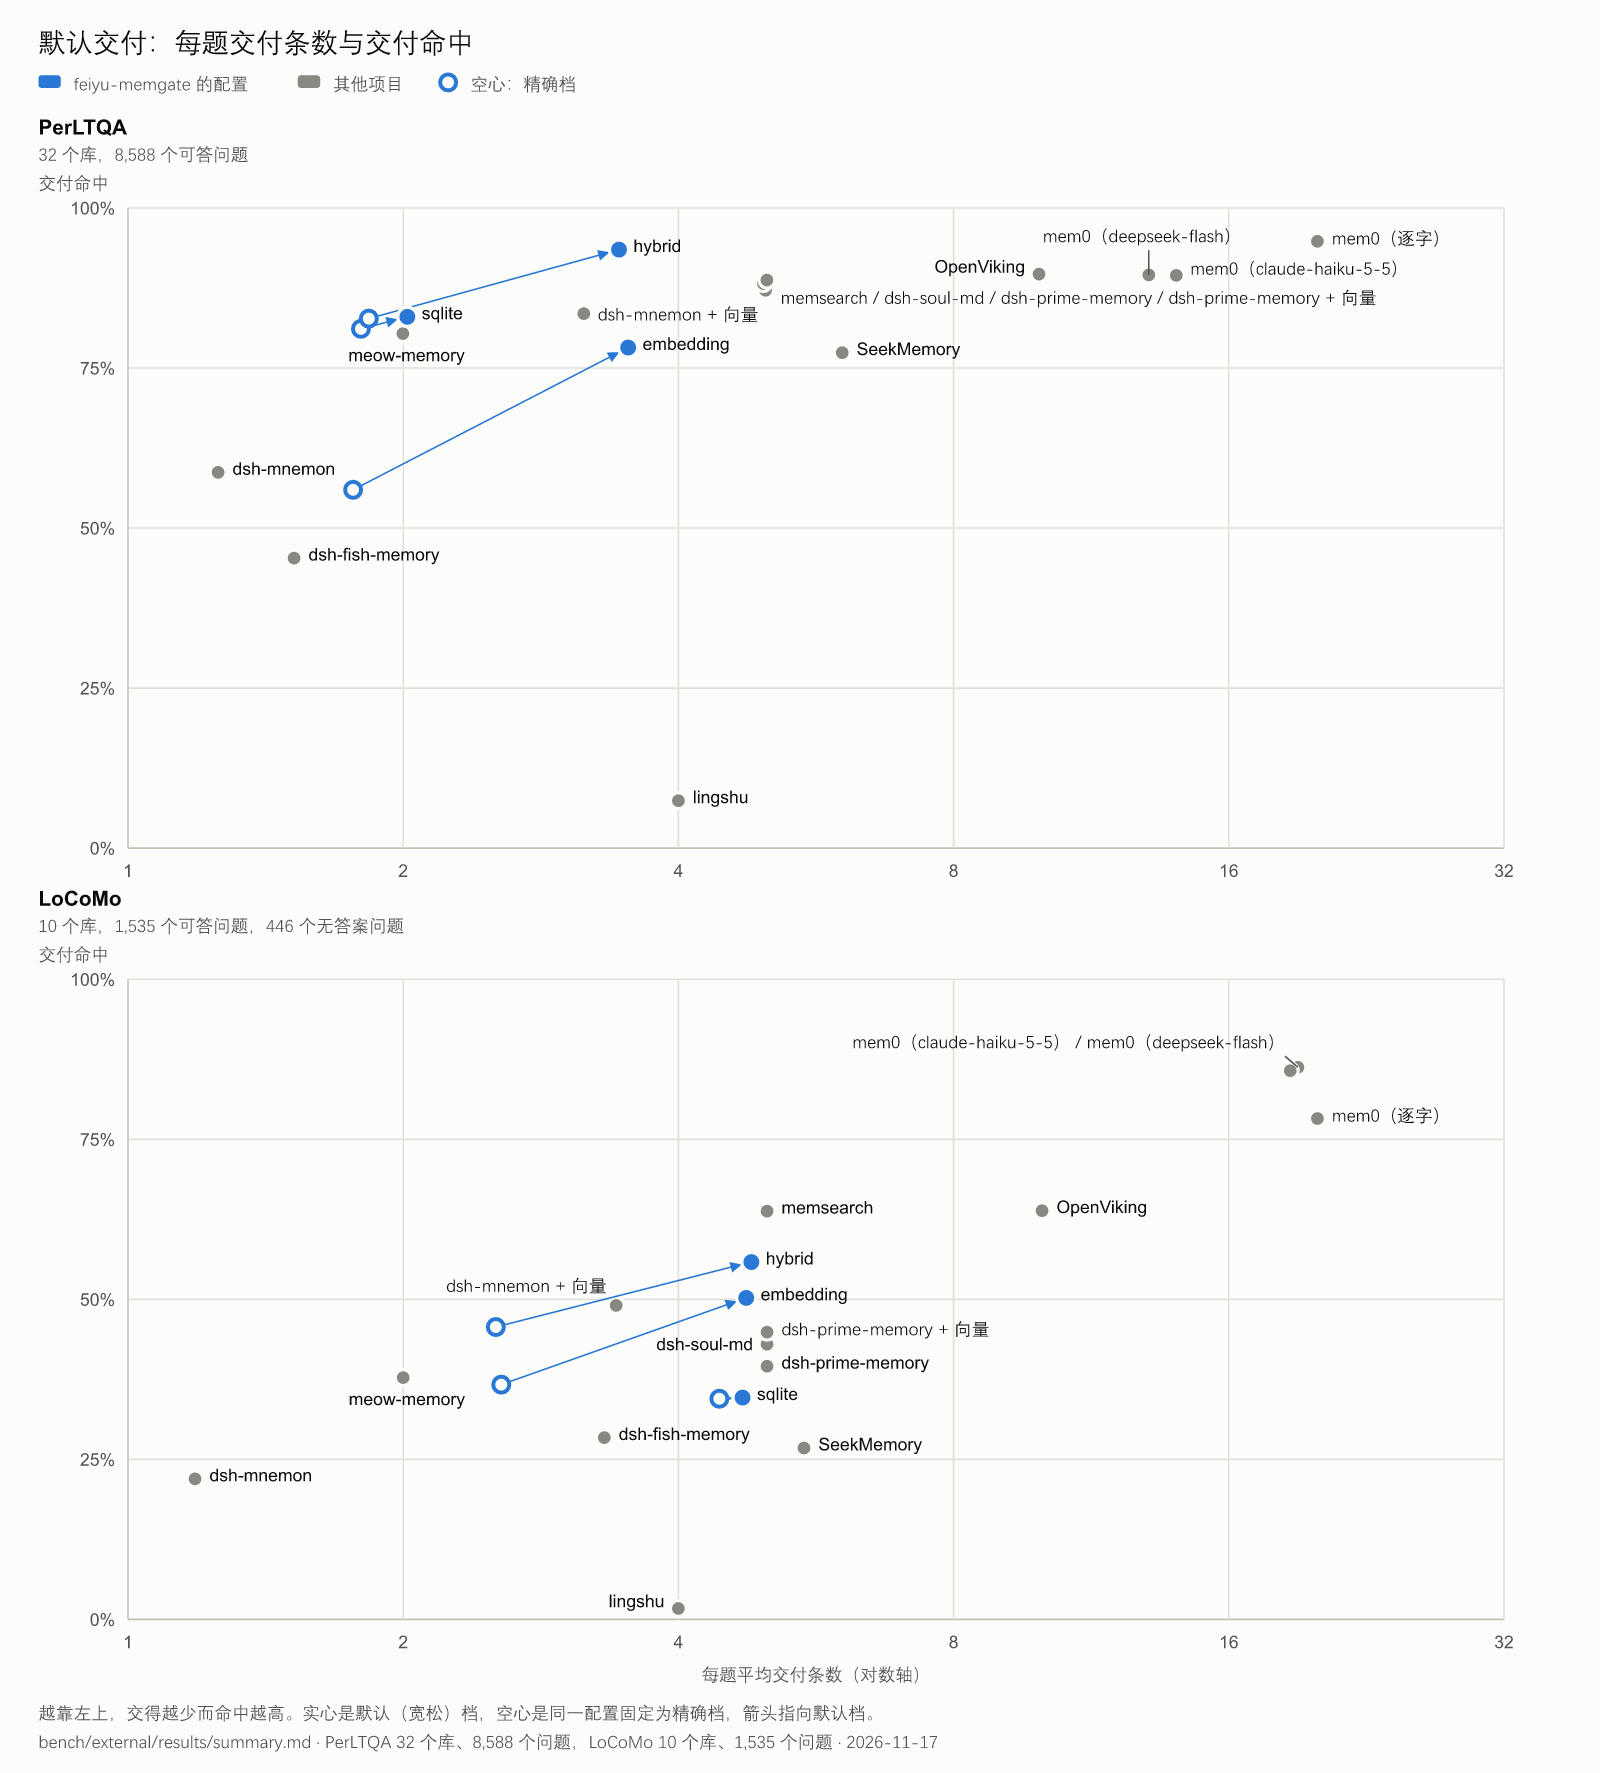 默认交付：每题交付条数与交付命中
feiyu-memgate 的配置 其他项目 空心：精确档
PerLTQA
32 个库，8,588 个可答问题
交付命中
100%
mem0（deepseek-flash）
mem0（逐字）
hybrid
OpenViking
mem0（claude-haiku-5-5）
memsearch / dsh-soul-md / dsh-prime-memory / dsh-prime-memory + 向量
sqlite
dsh-mnemon + 向量
embedding
SeekMemory
meow-memory
75%
dsh-mnemon
50%
dsh-fish-memory
25%
lingshu
0%
1 2 4 8 16 32
LoCoMo
10 个库，1,535 个可答问题，446 个无答案问题
交付命中
100%
mem0（claude-haiku-5-5） / mem0（deepseek-flash）
mem0（逐字）
75%
memsearch
OpenViking
hybrid
dsh-mnemon + 向量
embedding
50%
dsh-prime-memory + 向量
dsh-soul-md
dsh-prime-memory
sqlite
meow-memory
dsh-fish-memory
SeekMemory
25%
dsh-mnemon
lingshu
0%
1 2 4 8 16 32
每题平均交付条数（对数轴）
越靠左上，交得越少而命中越高。实心是默认（宽松）档，空心是同一配置固定为精确档，箭头指向默认档。
bench/external/results/summary.md · PerLTQA 32 个库、8,588 个问题，LoCoMo 10 个库、1,535 个问题 · 2026-11-17